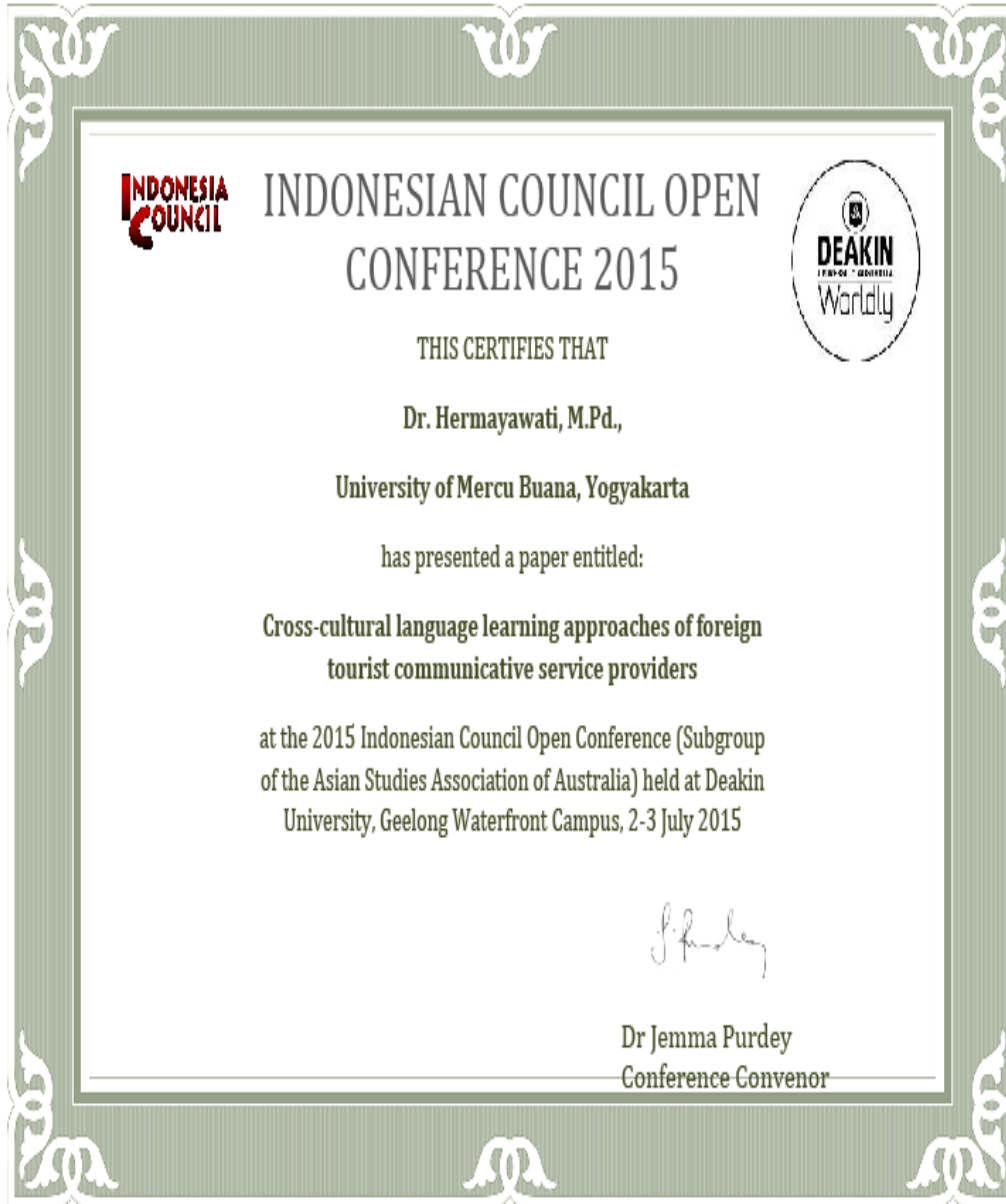 INDONESIA
COUNCIL
INDONESIAN COUNCIL OPEN
CONFERENCE 2015
DEAKIN
Worldly
THIS CERTIFIES THAT
Dr. Hermayawati, M.Pd.,
University of Mercu Buana, Yogyakarta
has presented a paper entitled:
Cross-cultural language learning approaches of foreign
tourist communicative service providers
at the 2015 Indonesian Council Open Conference (Subgroup
of the Asian Studies Association of Australia) held at Deakin
University, Geelong Waterfront Campus, 2-3 July 2015
Dr Jemma Purdey
Conference Convenor